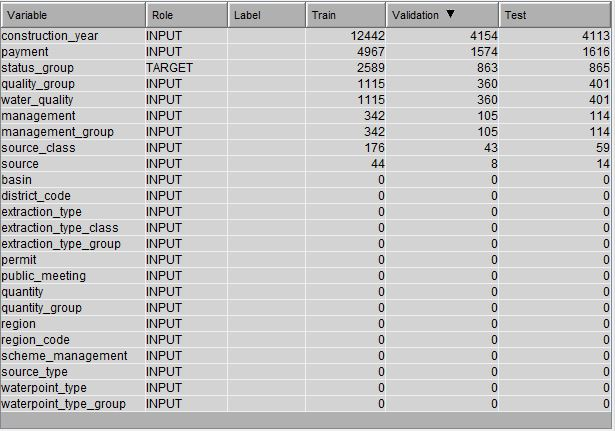 Variable Role Label Train Validation ▼ Test
construction_year INPUT 12442 4154 4113
payment INPUT 4967 1574 1616
status_group TARGET 2589 863 865
quality_group INPUT 1115 360 401
water_quality INPUT 1115 360 401
management INPUT 342 105 114
management_group INPUT 342 105 114
source_class INPUT 176 43 59
source INPUT 44 8 14
basin INPUT 0 0 0
district_code INPUT 0 0 0
extraction_type INPUT 0 0 0
extraction_type_class INPUT 0 0 0
extraction_type_group INPUT 0 0 0
permit INPUT 0 0 0
public_meeting INPUT 0 0 0
quantity INPUT 0 0 0
quantity_group INPUT 0 0 0
region INPUT 0 0 0
region_code INPUT 0 0 0
scheme_management INPUT 0 0 0
source_type INPUT 0 0 0
waterpoint_type INPUT 0 0 0
waterpoint_type_group INPUT 0 0 0